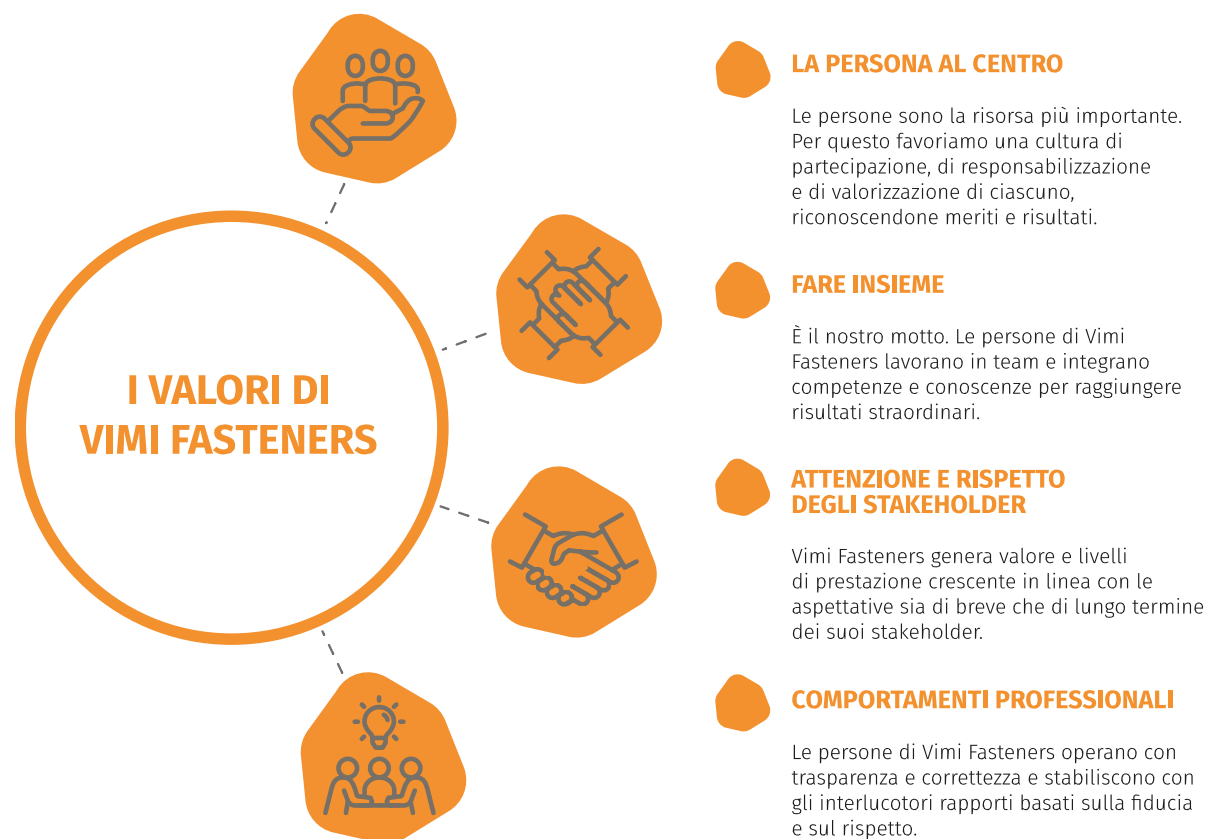 I VALORI DI
VIMI FASTENERS
LA PERSONA AL CENTRO
Le persone sono la risorsa più importante.
Per questo favoriamo una cultura di
partecipazione, di responsabilizzazione
e di valorizzazione di ciascuno,
riconoscendone meriti e risultati.
FARE INSIEME
È il nostro motto. Le persone di Vimi
Fasteners lavorano in team e integrano
competenze e conoscenze per raggiungere
risultati straordinari.
ATTENZIONE E RISPETTO
DEGLI STAKEHOLDER
Vimi Fasteners genera valore e livelli
di prestazione crescente in linea con le
aspettative sia di breve che di lungo termine
dei suoi stakeholder.
COMPORTAMENTI PROFESSIONALI
Le persone di Vimi Fasteners operano con
trasparenza e correttezza e stabiliscono con
gli interlucotori rapporti basati sulla fiducia
e sul rispetto.